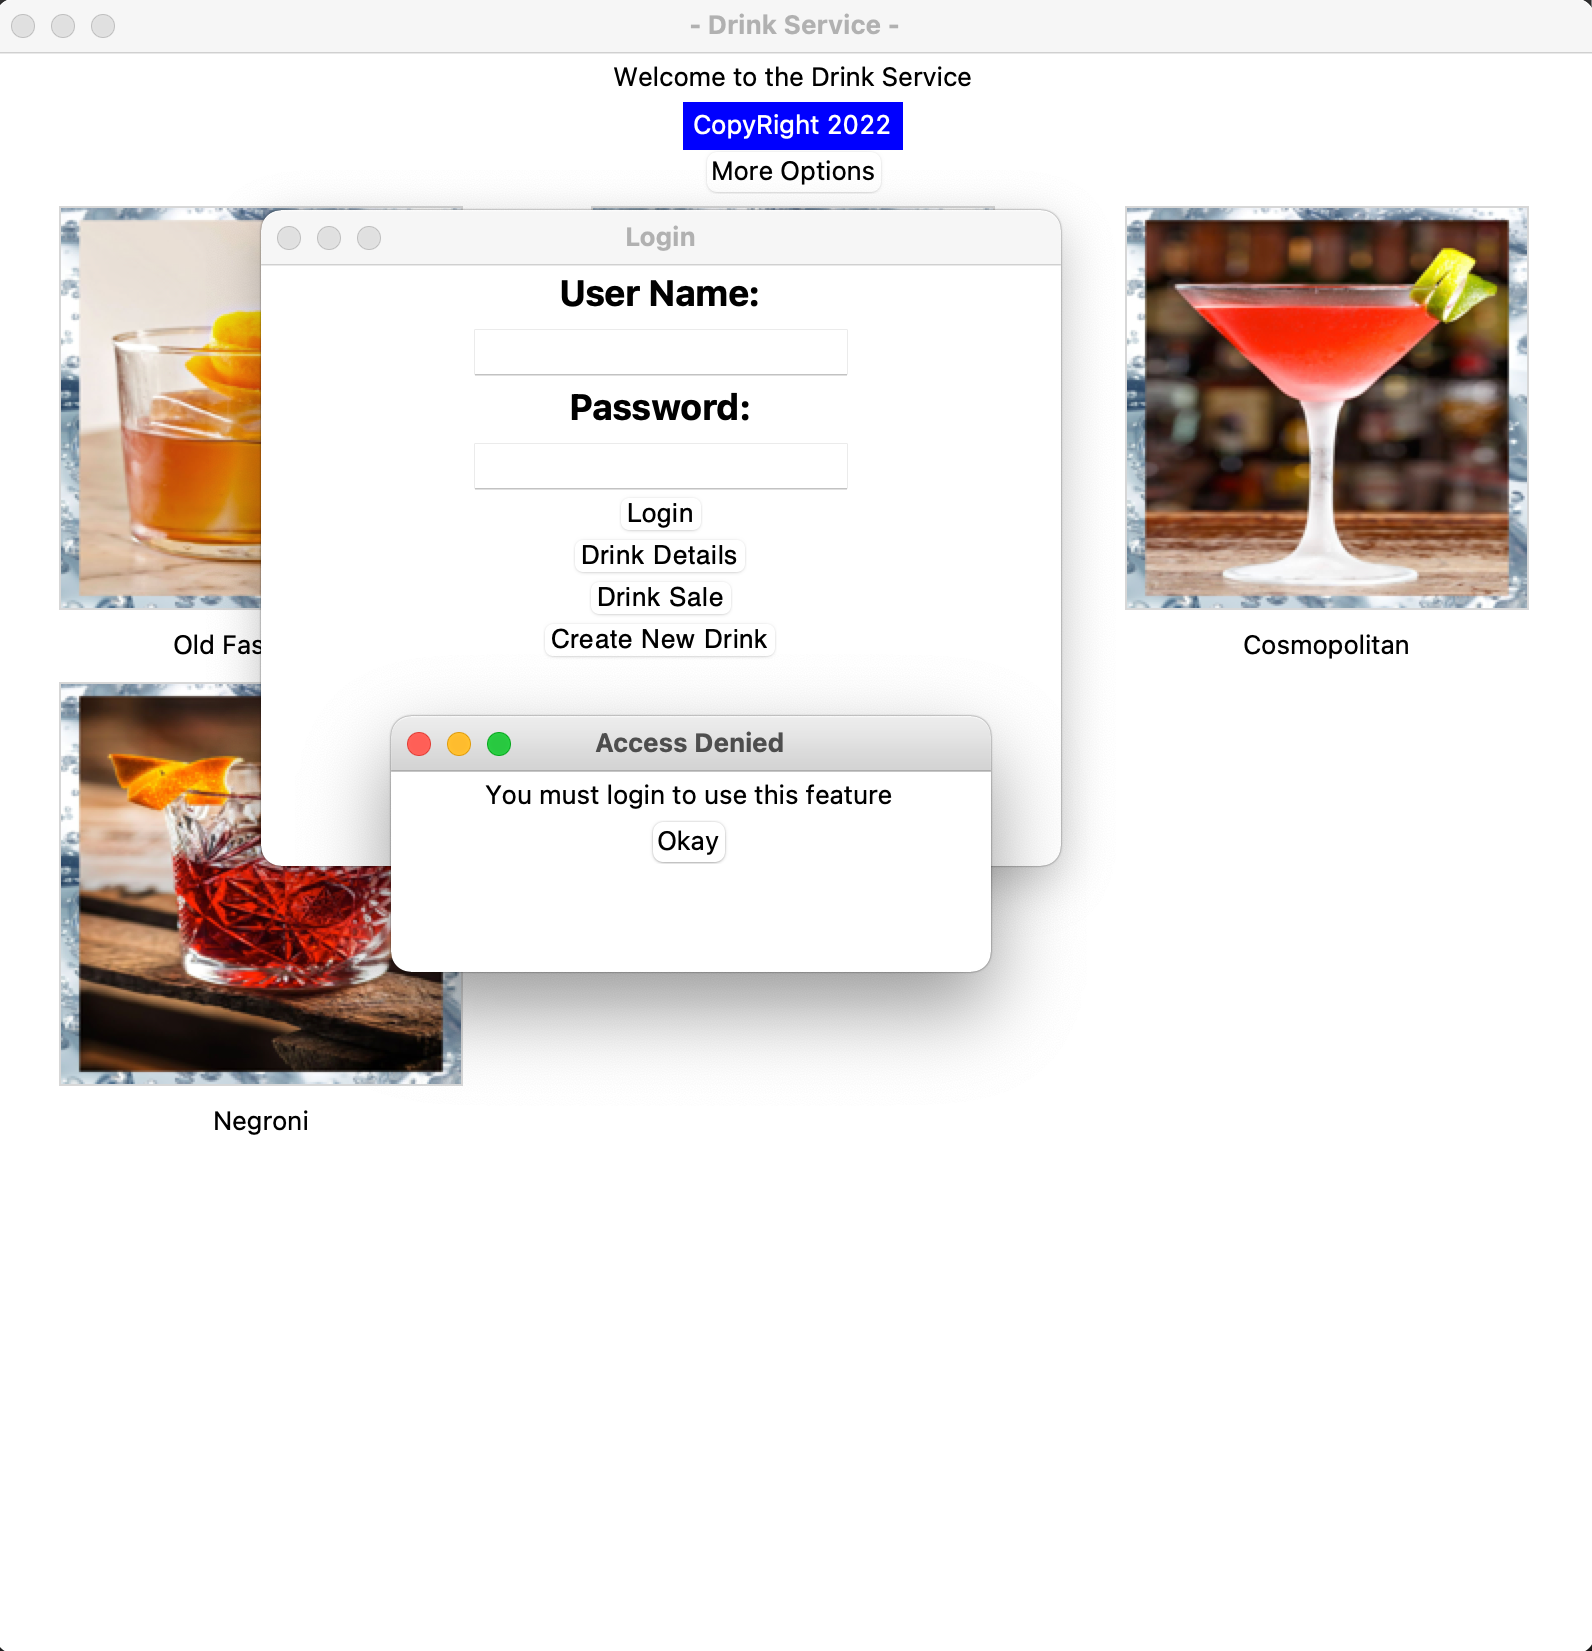 - Drink Service -
Welcome to the Drink Service
CopyRight 2022
More Options
Login
User Name:
Password:
Login
Drink Details
Drink Sale
Create New Drink
Old
Cosmopolitan
Access Denied
You must login to use this feature
Okay
Negroni